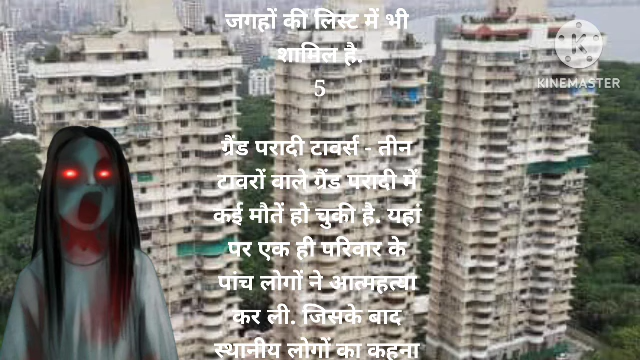 जगहों की लिस्ट में भी
शामिल है.
5
ग्रैंड परादी टावर्स - तीन
टावरों वाले ग्रैंड परादी में
कई मौतें हो चुकी है. यहां
पर एक ही परिवार के
पांच लोगों ने आत्महत्या
कर ली. जिसके बाद
स्थानीय लोगों का कहना
KINEMASTER